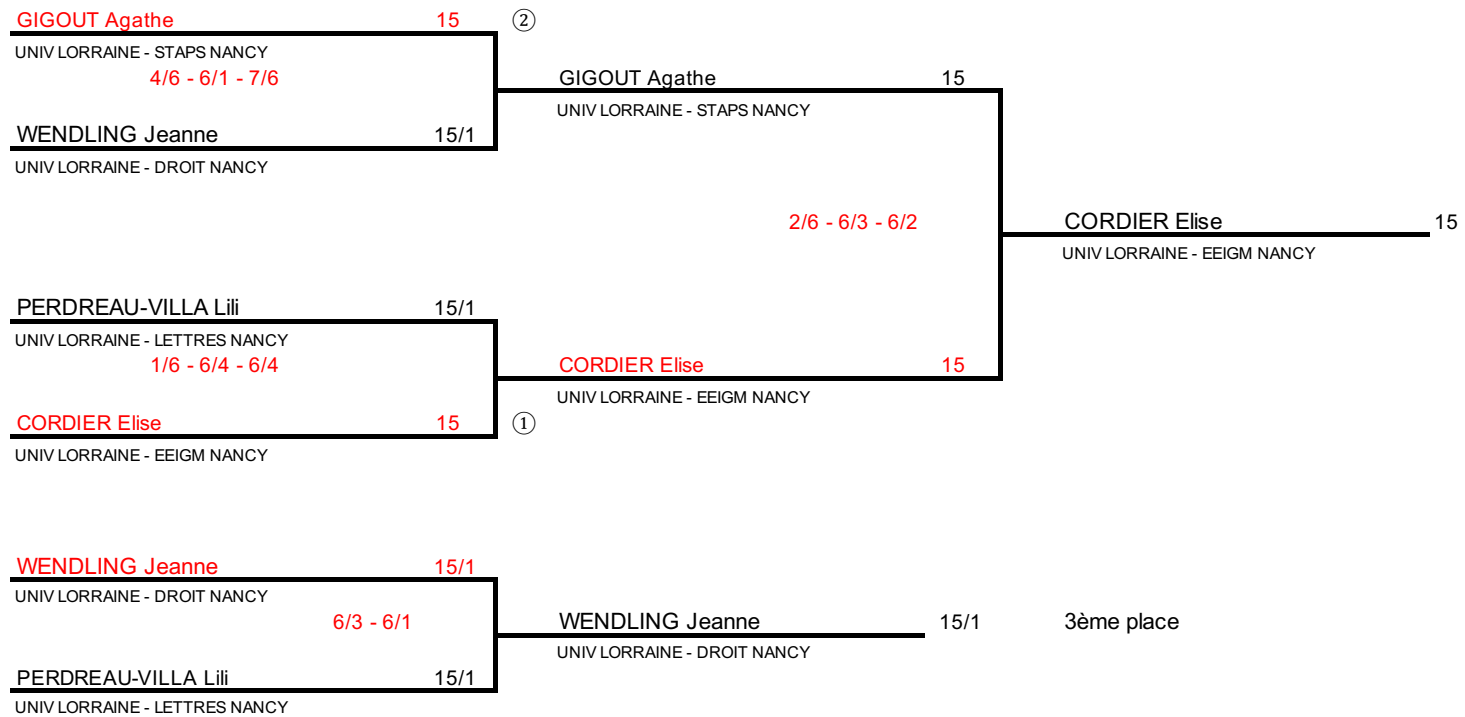 GIGOUT Agathe 15 ②
UNIV LORRAINE - STAPS NANCY
4/6 - 6/1 - 7/6
GIGOUT Agathe 15
UNIV LORRAINE - STAPS NANCY
WENDLING Jeanne 15/1
UNIV LORRAINE - DROIT NANCY
2/6 - 6/3 - 6/2
CORDIER Elise 15
UNIV LORRAINE - EEIGM NANCY
PERDREAU-VILLA Lili 15/1
UNIV LORRAINE - LETTRES NANCY
1/6 - 6/4 - 6/4
CORDIER Elise 15
UNIV LORRAINE - EEIGM NANCY
CORDIER Elise 15 ①
UNIV LORRAINE - EEIGM NANCY
WENDLING Jeanne 15/1
UNIV LORRAINE - DROIT NANCY
6/3 - 6/1
WENDLING Jeanne 15/1 3ème place
UNIV LORRAINE - DROIT NANCY
PERDREAU-VILLA Lili 15/1
UNIV LORRAINE - LETTRES NANCY